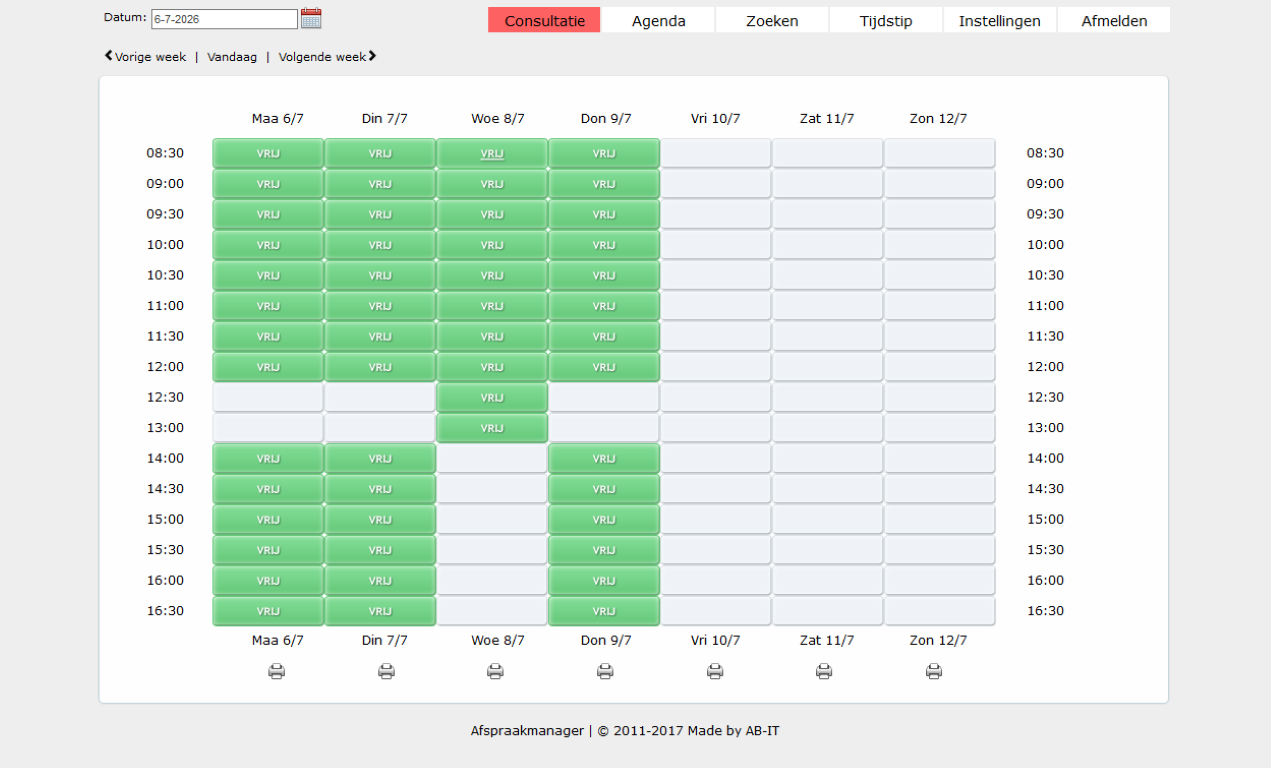 Datum: 6-7-2026
Consultatie Agenda Zoeken Tijdstip Instellingen Afmelden
Vorige week | Vandaag | Volgende week
Maa 6/7 Din 7/7 Woe 8/7 Don 9/7 Vri 10/7 Zat 11/7 Zon 12/7
08:30 VRIJ VRIJ VRIJ VRIJ 08:30
09:00 VRIJ VRIJ VRIJ VRIJ 09:00
09:30 VRIJ VRIJ VRIJ VRIJ 09:30
10:00 VRIJ VRIJ VRIJ VRIJ 10:00
10:30 VRIJ VRIJ VRIJ VRIJ 10:30
11:00 VRIJ VRIJ VRIJ VRIJ 11:00
11:30 VRIJ VRIJ VRIJ VRIJ 11:30
12:00 VRIJ VRIJ VRIJ VRIJ 12:00
12:30 VRIJ 12:30
13:00 VRIJ 13:00
14:00 VRIJ VRIJ VRIJ 14:00
14:30 VRIJ VRIJ VRIJ 14:30
15:00 VRIJ VRIJ VRIJ 15:00
15:30 VRIJ VRIJ VRIJ 15:30
16:00 VRIJ VRIJ VRIJ 16:00
16:30 VRIJ VRIJ VRIJ 16:30
Maa 6/7 Din 7/7 Woe 8/7 Don 9/7 Vri 10/7 Zat 11/7 Zon 12/7
Afspraakmanager | © 2011-2017 Made by AB-IT